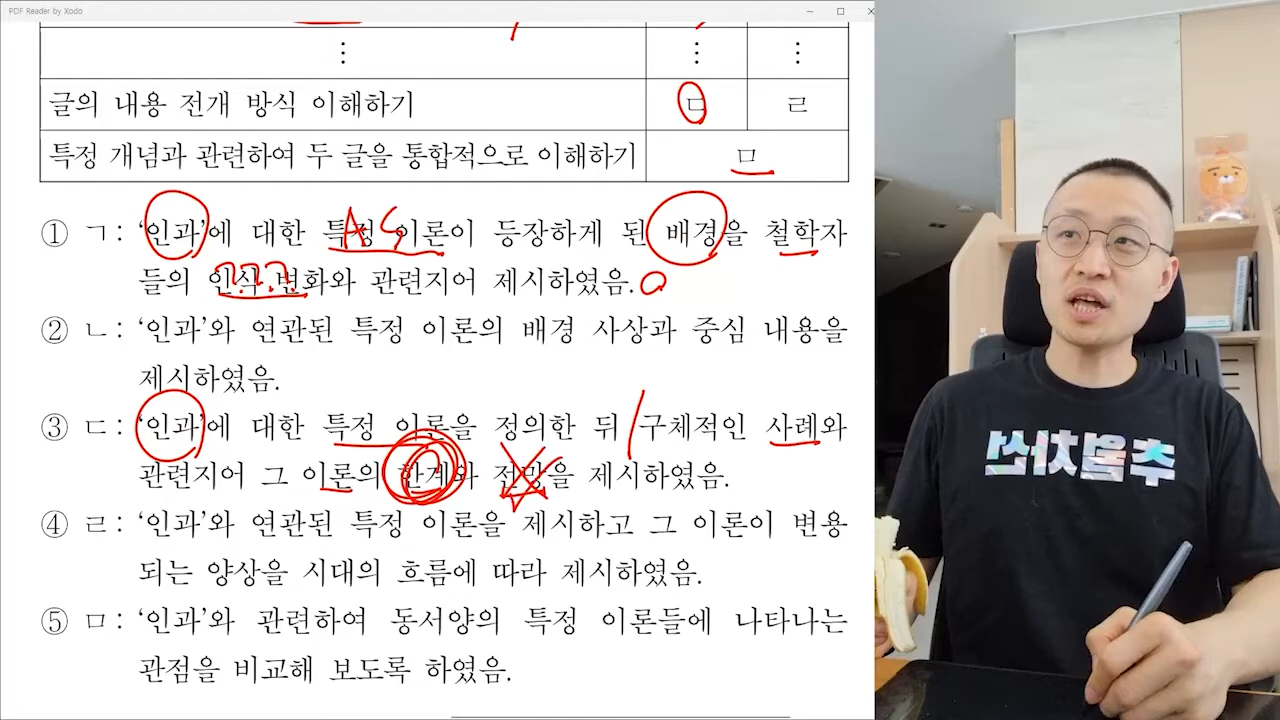 PDF Reader by Xodo
⋮ ⋮ ⋮
글의 내용 전개 방식 이해하기 ㄷ ㄹ
특정 개념과 관련하여 두 글을 통합적으로 이해하기 ㅁ
① ㄱ: ‘인과’에 대한 특정 이론이 등장하게 된 배경을 철학자
들의 인식 변화와 관련지어 제시하였음.
AS
???
② ㄴ: ‘인과’와 연관된 특정 이론의 배경 사상과 중심 내용을
제시하였음.
③ ㄷ: ‘인과’에 대한 특정 이론을 정의한 뒤 구체적인 사례와
관련지어 그 이론의 한계와 전망을 제시하였음.
④ ㄹ: ‘인과’와 연관된 특정 이론을 제시하고 그 이론이 변용
되는 양상을 시대의 흐름에 따라 제시하였음.
⑤ ㅁ: ‘인과’와 관련하여 동서양의 특정 이론들에 나타나는
관점을 비교해 보도록 하였음.